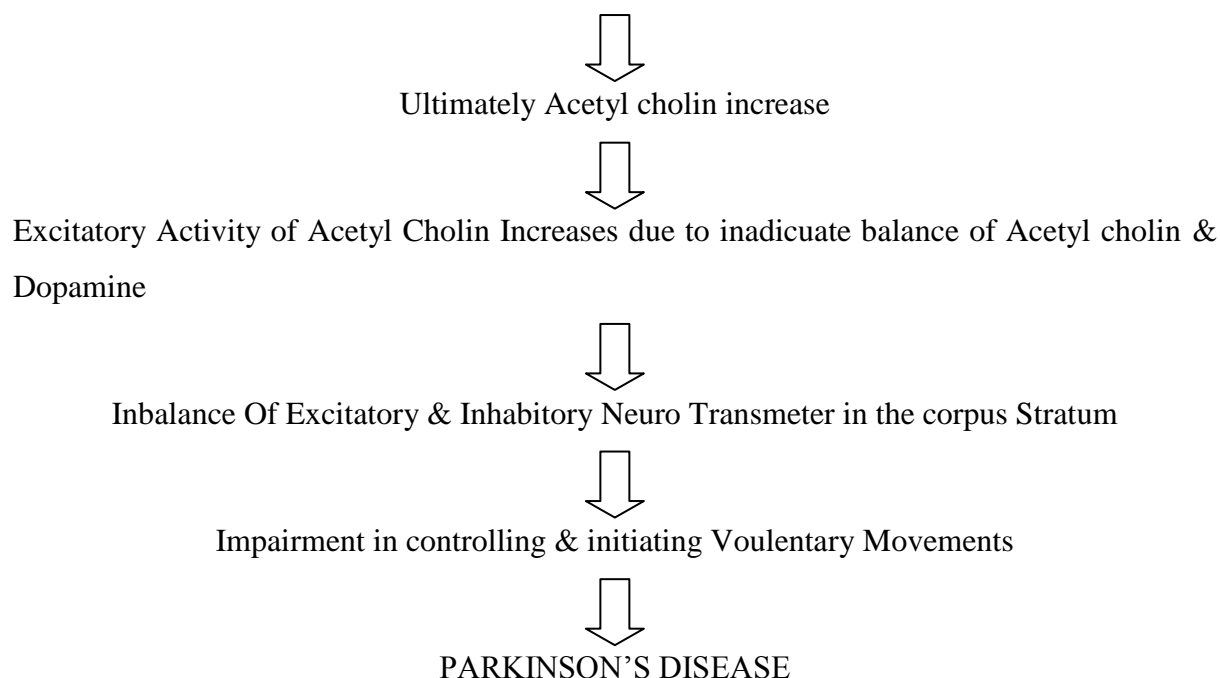 Ultimately Acetyl cholin increase
Excitatory Activity of Acetyl Cholin Increases due to inadicuate balance of Acetyl cholin &
Dopamine
Inbalance Of Excitatory & Inhabitory Neuro Transmeter in the corpus Stratum
Impairment in controlling & initiating Voulentary Movements
PARKINSON’S DISEASE